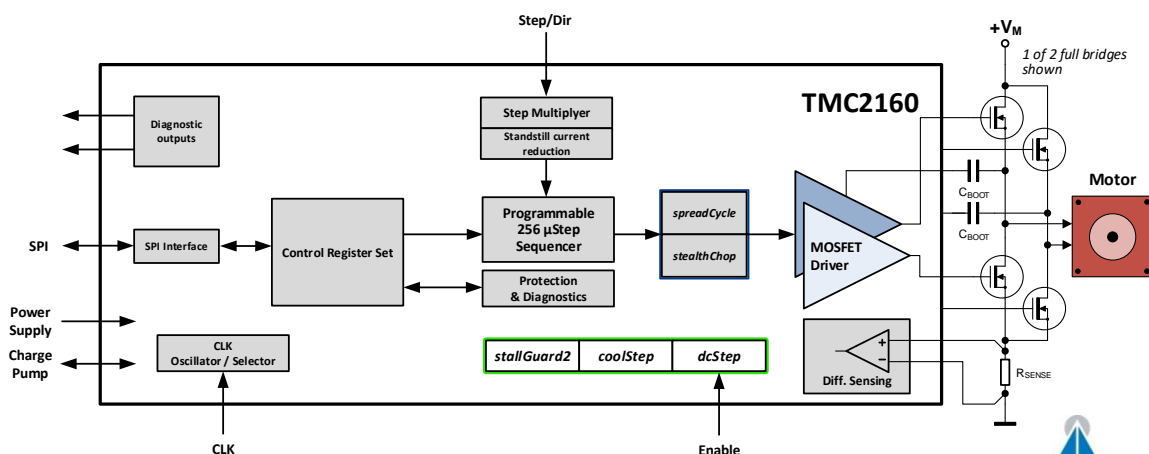 Step/Dir
+VM
1 of 2 full bridges
shown
TMC2160
Diagnostic
outputs
Step Multiplyer
Standstill current
reduction
SPI
SPI Interface
Control Register Set
Programmable
256 µStep
Sequencer
spreadCycle
stealthChop
MOSFET
Driver
CBOOT
CBOOT
Motor
Protection
& Diagnostics
Power
Supply
Charge
Pump
CLK
Oscillator / Selector
stallGuard2
coolStep
dcStep
+
−
Diff. Sensing
RSENSE
CLK
Enable